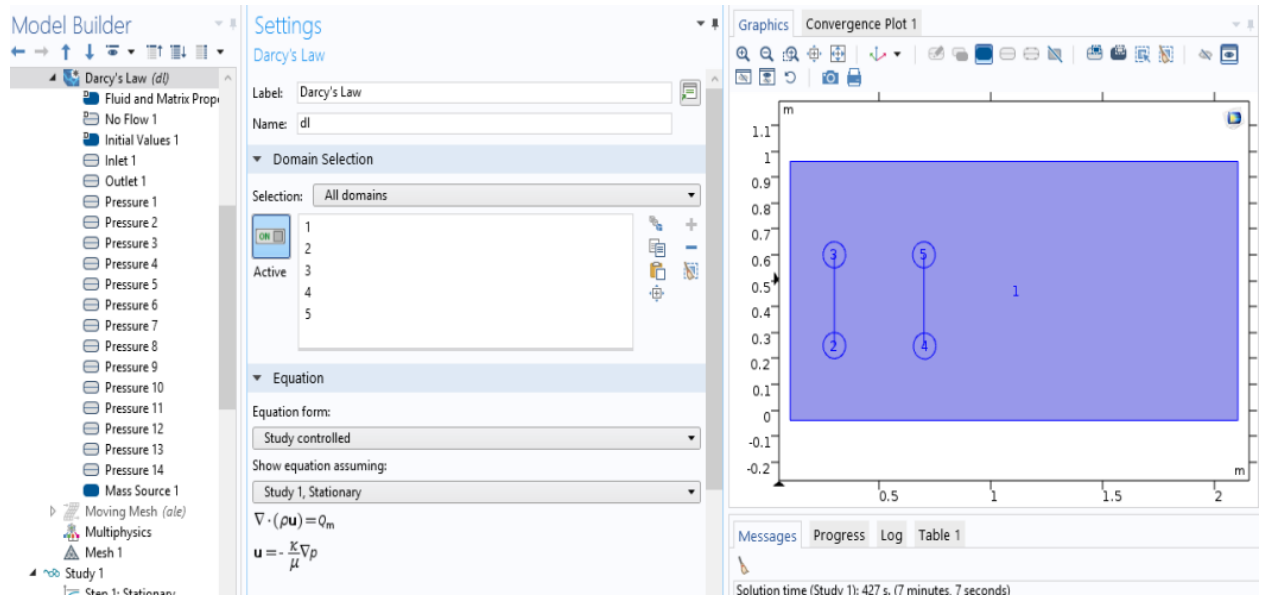 Model Builder
Darcy's Law (dl)
Fluid and Matrix Prope
No Flow 1
Initial Values 1
Inlet 1
Outlet 1
Pressure 1
Pressure 2
Pressure 3
Pressure 4
Pressure 5
Pressure 6
Pressure 7
Pressure 8
Pressure 9
Pressure 10
Pressure 11
Pressure 12
Pressure 13
Pressure 14
Mass Source 1
Moving Mesh (ale)
Multiphysics
Mesh 1
Study 1
Step 1: Stationary
Settings
Darcy's Law
Label: Darcy's Law
Name: dl
Domain Selection
Selection: All domains
ON
Active
1
2
3
4
5
Equation
Equation form:
Study controlled
Show equation assuming:
Study 1, Stationary
∇·(ρu)=Qm
u=-κ/μ∇p
Graphics Convergence Plot 1
m
1.1
1
0.9
0.8
0.7
0.6
0.5
0.4
0.3
0.2
0.1
0
-0.1
-0.2
3 5
1
2 4
m
0.5 1 1.5 2
Messages Progress Log Table 1
Solution time (Study 1): 427 s. (7 minutes, 7 seconds)